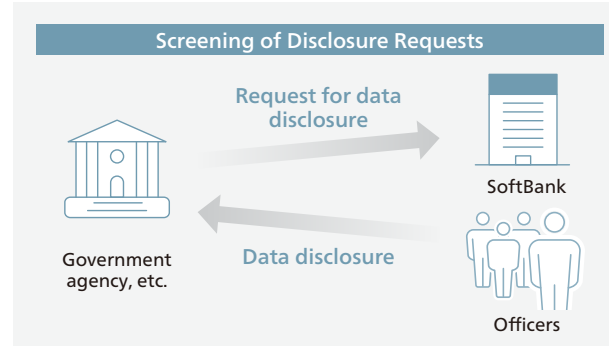 Screening of Disclosure Requests
Request for data
disclosure
SoftBank
Government
agency, etc.
Data disclosure
Officers